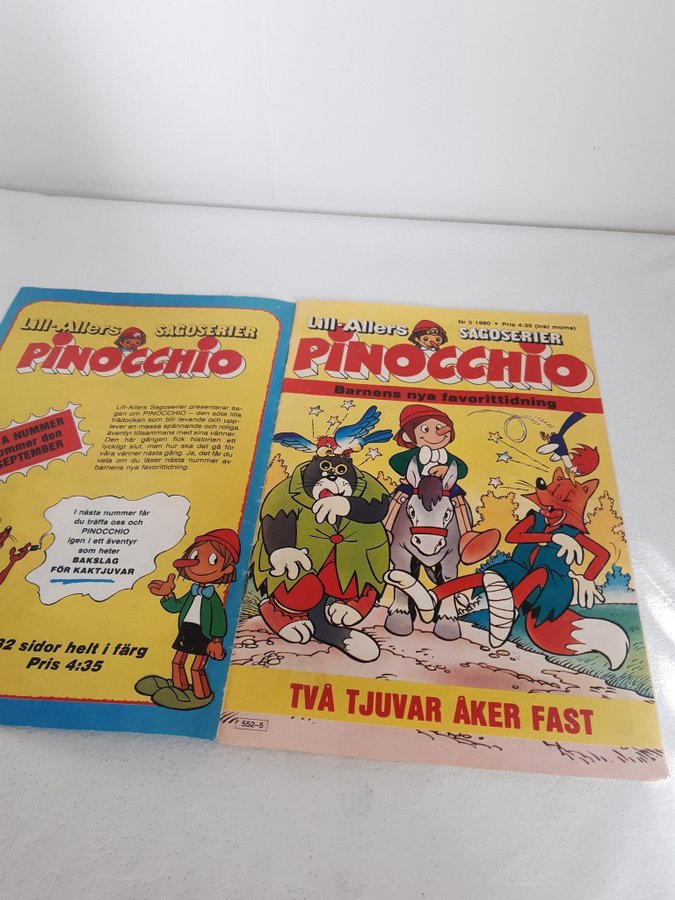 Lill-Allers SAGOSERIER
PINOCCHIO
Lill-Allers Sagoserier presenterar sa-
gan om PINOCCHIO – den söta lilla
trädockan som blir levande och upp-
lever en massa spännande och roliga
äventyr tillsammans med sina vänner.
Den här gången fick historien ett
lyckligt slut, men hur ska det gå för
våra vänner nästa gång. Ja, det får du
veta om du läser nästa nummer av
barnens nya favorittidning.
NUMMER
den
SEPTEMBER
I nästa nummer får
du träffa oss och
PINOCCHIO
igen i ett äventyr
som heter
BAKSLAG
FÖR KAKTJUVAR
32 sidor helt i färg
Pris 4:35
Lill-Allers SAGOSERIER
Nr 5 1980 • Pris 4:35 (inkl moms)
PINOCCHIO
Barnens nya favorittidning
TVÅ TJUVAR ÅKER FAST
552-5